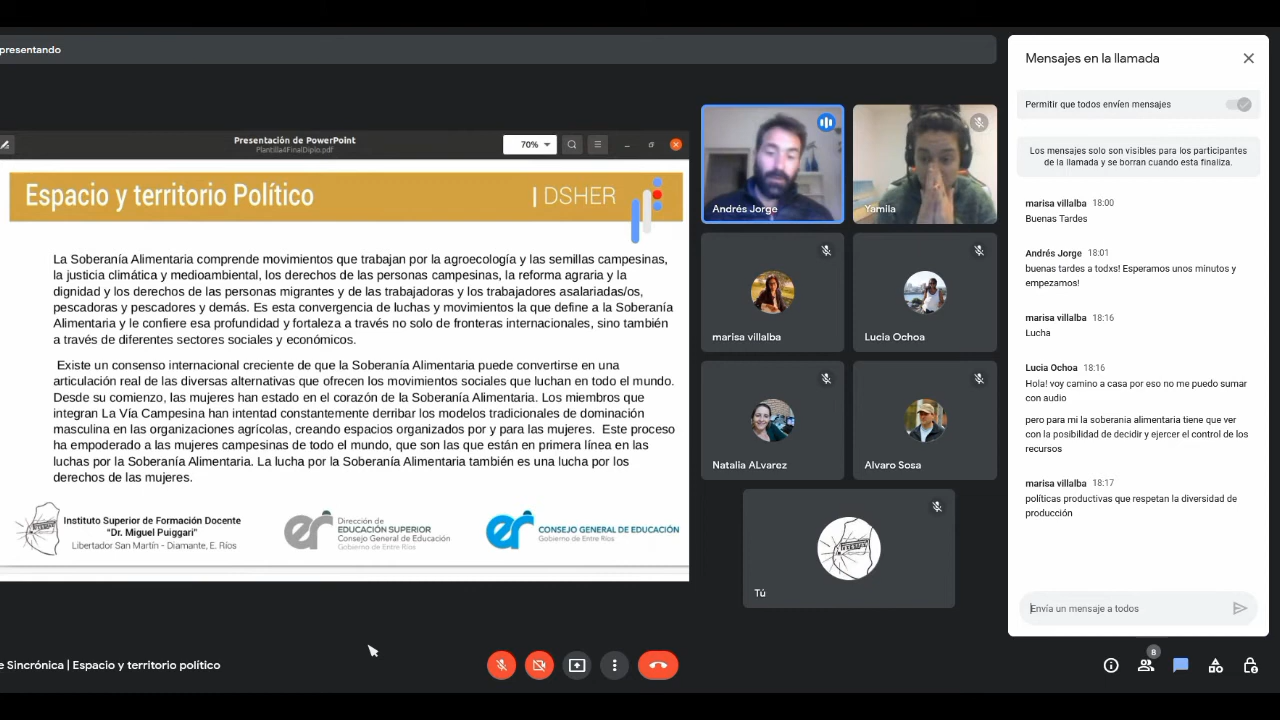 presentando
Presentación de PowerPoint
Plantilla4FinalDiplo.pdf
70%
Espacio y territorio Político
| DSHER
La Soberanía Alimentaria comprende movimientos que trabajan por la agroecología y las semillas campesinas,
la justicia climática y medioambiental, los derechos de las personas campesinas, la reforma agraria y la
dignidad y los derechos de las personas migrantes y de las trabajadoras y los trabajadores asalariadas/os,
pescadoras y pescadores y demás. Es esta convergencia de luchas y movimientos la que define a la Soberanía
Alimentaria y le confiere esa profundidad y fortaleza a través no solo de fronteras internacionales, sino también
a través de diferentes sectores sociales y económicos.
Existe un consenso internacional creciente de que la Soberanía Alimentaria puede convertirse en una
articulación real de las diversas alternativas que ofrecen los movimientos sociales que luchan en todo el mundo.
Desde su comienzo, las mujeres han estado en el corazón de la Soberanía Alimentaria. Los miembros que
integran La Vía Campesina han intentad constantemente derribar los modelos tradicionales de dominación
masculina en las organizaciones agrícolas, creando espacios organizados por y para las mujeres. Este proceso
ha empoderado a las mujeres campesinas de todo el mundo, que son las que están en primera línea en las
luchas por la Soberanía Alimentaria. La lucha por la Soberanía Alimentaria también es una lucha por los
derechos de las mujeres.
Instituto Superior de Formación Docente
"Dr. Miguel Puiggari"
Libertador San Martín - Diamante, E. Ríos
er
Dirección de
EDUCACIÓN SUPERIOR
Consejo General de Educación
Gobierno de Entre Ríos
er
CONSEJO GENERAL DE EDUCACIÓN
Gobierno de Entre Ríos
Andrés Jorge
Yamila
marisa villalba
Lucia Ochoa
Natalia ALvarez
Alvaro Sosa
Tú
Mensajes en la llamada
Permitir que todos envíen mensajes
Los mensajes solo son visibles para los participantes
de la llamada y se borran cuando esta finaliza.
marisa villalba 18:00
Buenas Tardes
Andrés Jorge 18:01
buenas tardes a todxs! Esperamos unos minutos y
empezamos!
marisa villalba 18:16
Lucha
Lucia Ochoa 18:16
Hola! voy camino a casa por eso no me puedo sumar
con audio
pero para mi la soberania alimentaria tiene que ver
con la posibilidad de decidir y ejercer el control de los
recursos
marisa villalba 18:17
políticas productivas que respetan la diversidad de
producción
Envía un mensaje a todos
e Sincrónica | Espacio y territorio político
8